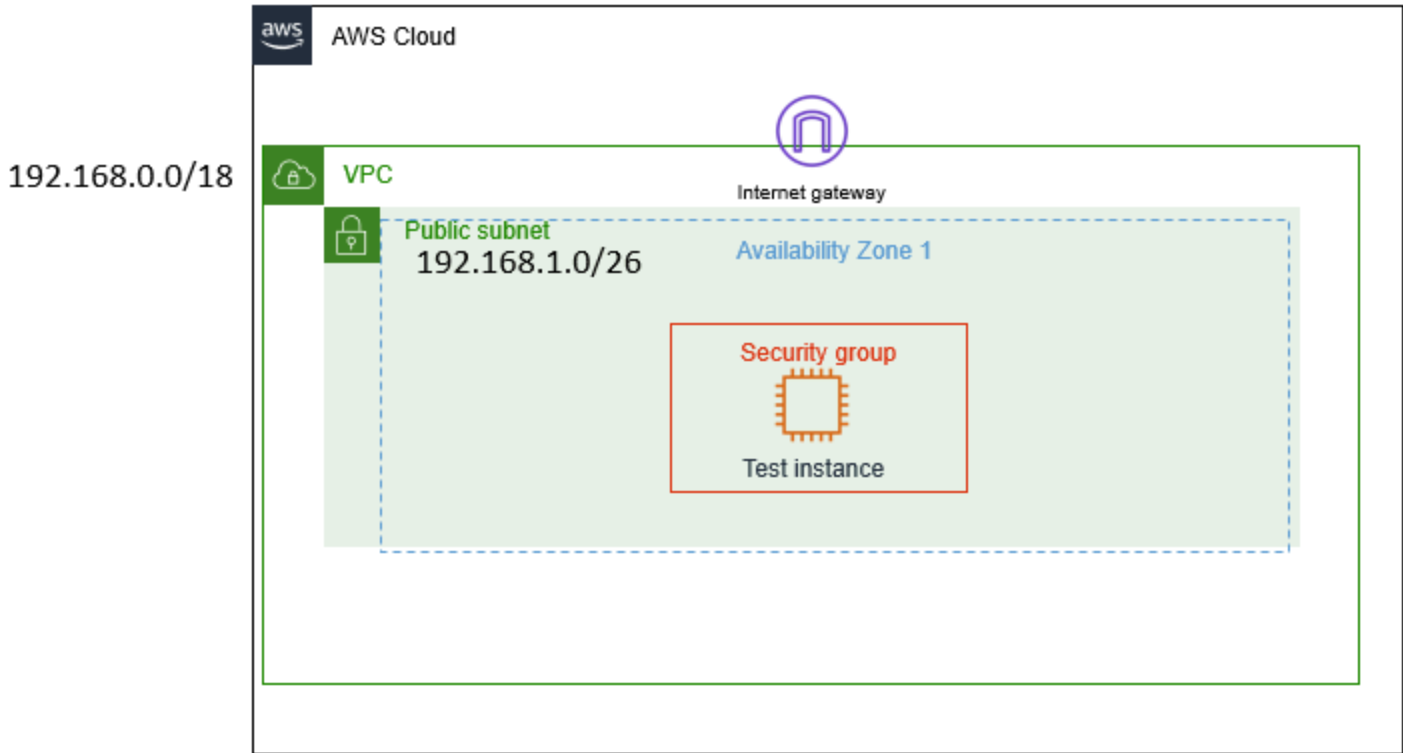 aws
AWS Cloud
192.168.0.0/18
VPC
Internet gateway
Public subnet
192.168.1.0/26
Availability Zone 1
Security group
Test instance